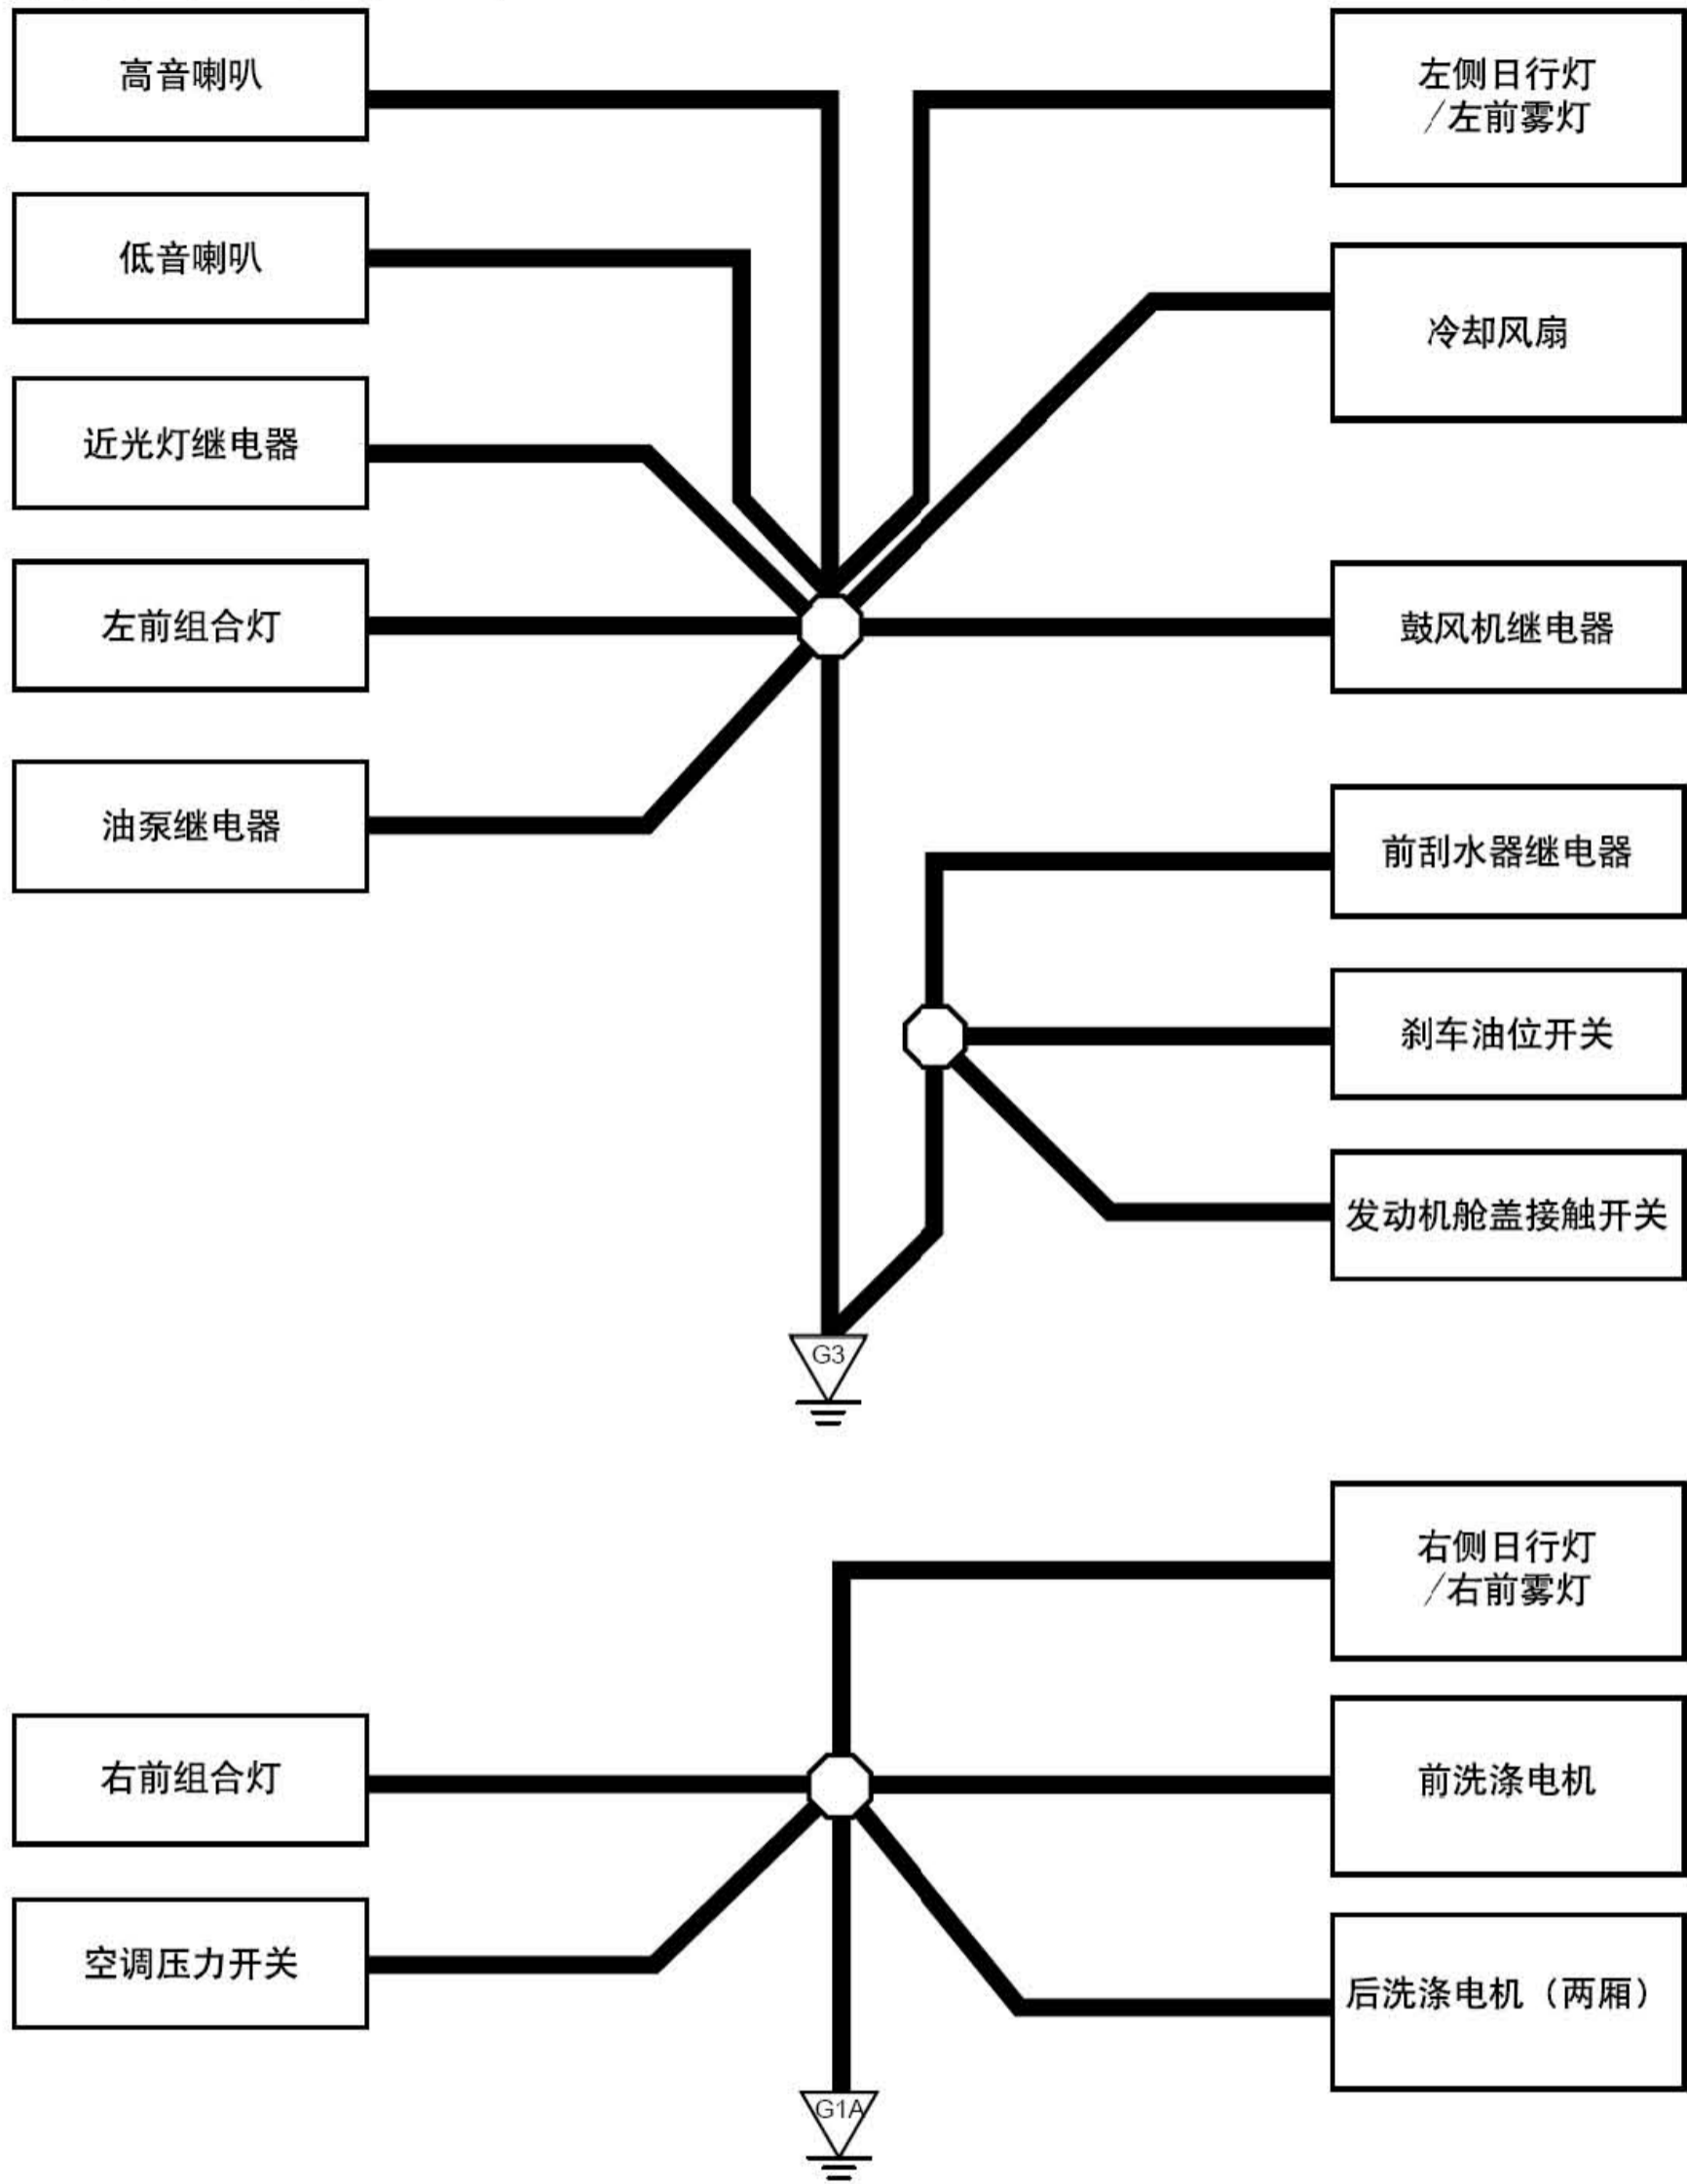 高音喇叭
低音喇叭
近光灯继电器
左前组合灯
油泵继电器
左侧日行灯
/左前雾灯
冷却风扇
鼓风机继电器
前刮水器继电器
刹车油位开关
发动机舱盖接触开关
G3
右前组合灯
空调压力开关
右侧日行灯
/右前雾灯
前洗涤电机
后洗涤电机（两厢）
G1A